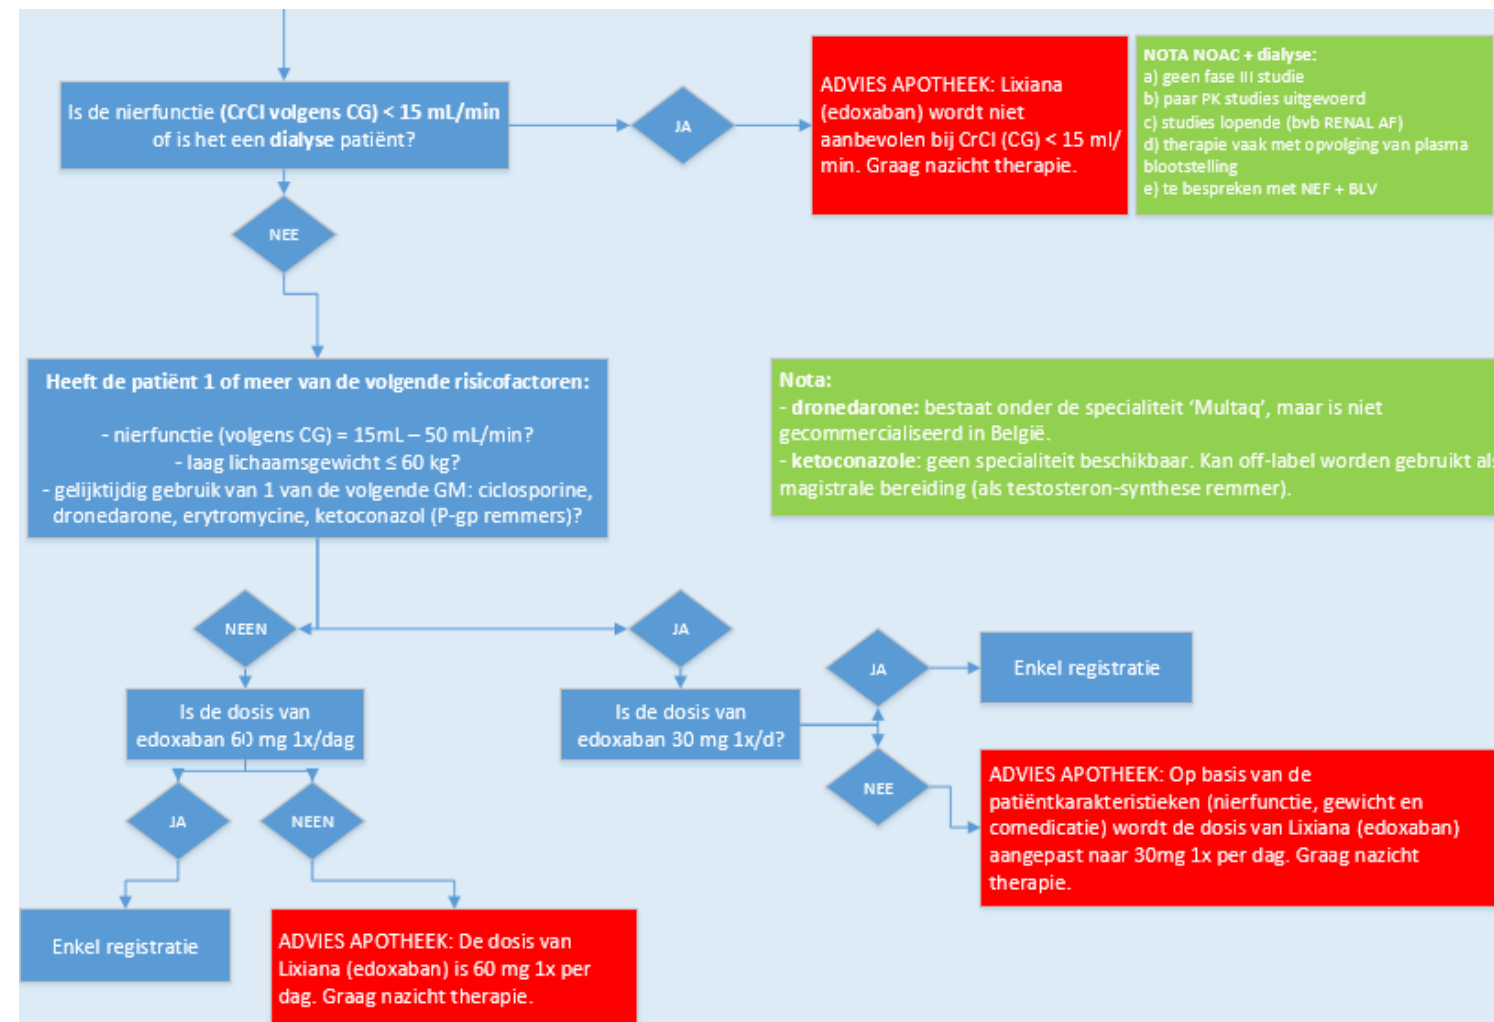 Is de nierfunctie (CrCl volgens CG) < 15 mL/min
of is het een dialyse patiënt?
JA
ADVIES APOTHEEK: Lixiana
(edoxaban) wordt niet
aanbevolen bij CrCl (CG) < 15 ml/
min. Graag nazicht therapie.
NOTA NOAC + dialyse:
a) geen fase III studie
b) paar PK studies uitgevoerd
c) studies lopende (bvb RENAL AF)
d) therapie vaak met opvolging van plasma
blootstelling
e) te bespreken met NEF + BLV
NEE
Heeft de patiënt 1 of meer van de volgende risicofactoren:
- nierfunctie (volgens CG) = 15mL – 50 mL/min?
- laag lichaamsgewicht ≤ 60 kg?
- gelijktijdig gebruik van 1 van de volgende GM: ciclosporine,
dronedarone, erytromycine, ketoconazol (P-gp remmers)?
Nota:
- dronedarone: bestaat onder de specialiteit ‘Multaq’, maar is niet
gecommercialiseerd in België.
- ketoconazole: geen specialiteit beschikbaar. Kan off-label worden gebruikt als
magistrale bereiding (als testosteron-synthese remmer).
NEEN
JA
Is de dosis van
edoxaban 60 mg 1x/dag
Is de dosis van
edoxaban 30 mg 1x/d?
JA
Enkel registratie
NEE
ADVIES APOTHEEK: Op basis van de
patiëntkarakteristieken (nierfunctie, gewicht en
comedicatie) wordt de dosis van Lixiana (edoxaban)
aangepast naar 30mg 1x per dag. Graag nazicht
therapie.
JA
NEEN
Enkel registratie
ADVIES APOTHEEK: De dosis van
Lixiana (edoxaban) is 60 mg 1x per
dag. Graag nazicht therapie.